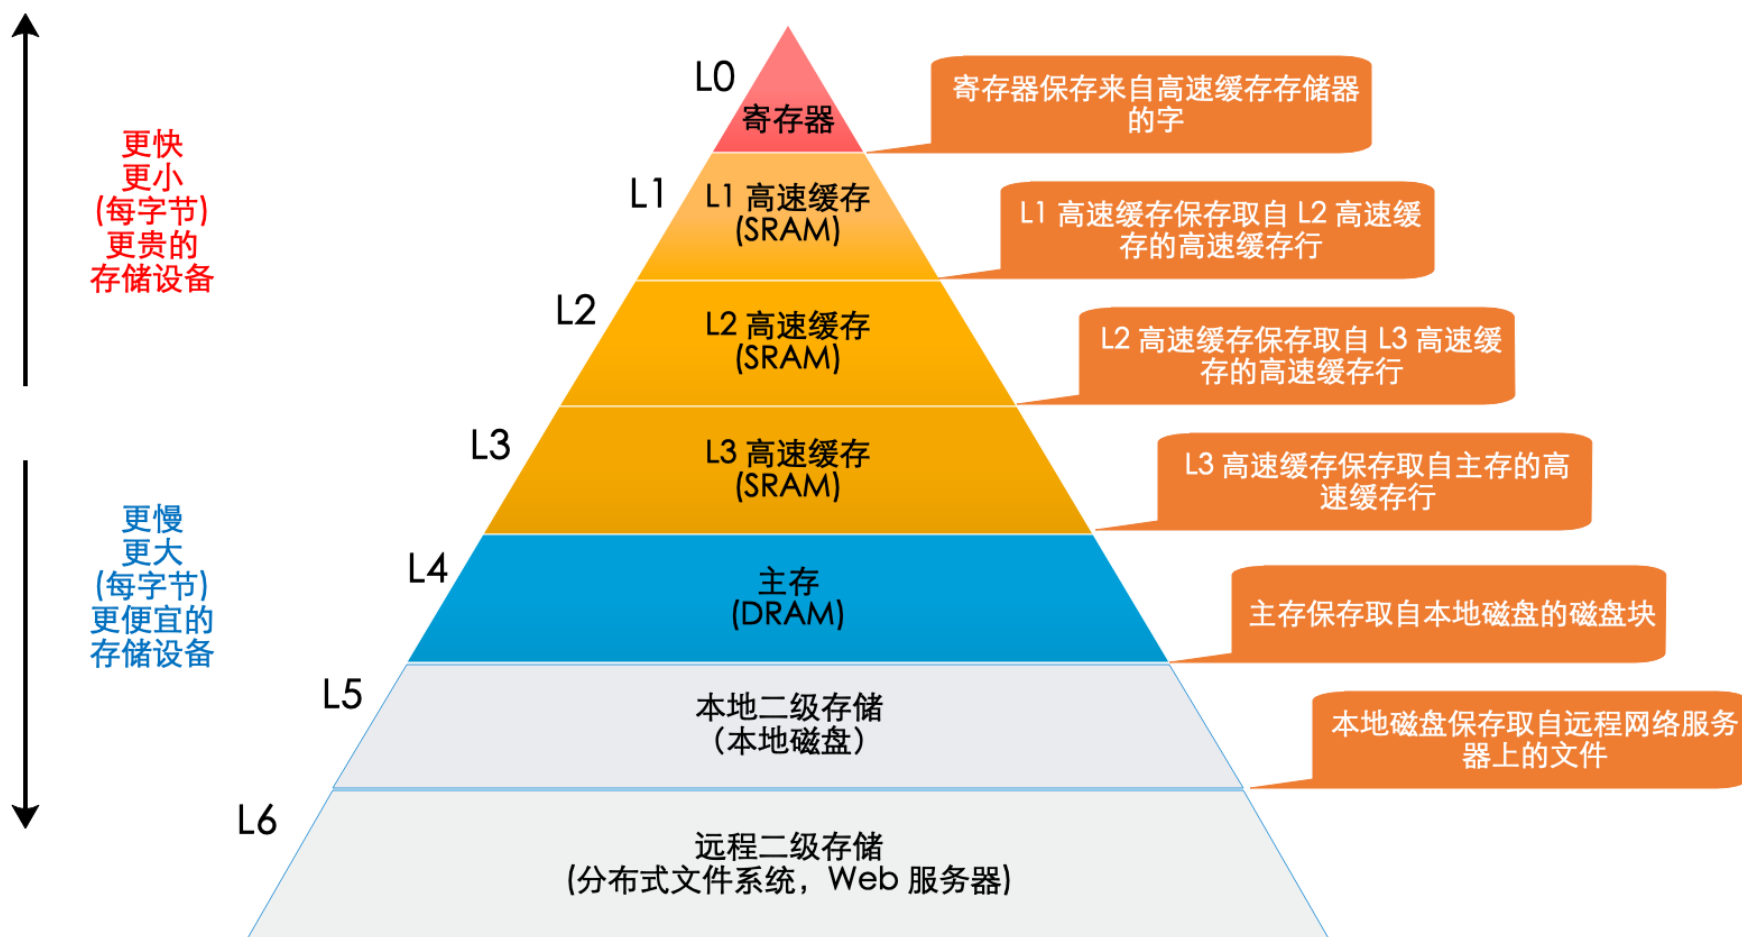 L0
寄存器
寄存器保存来自高速缓存存储器
的字
更快
更小
(每字节)
更贵的
存储设备
L1
L1 高速缓存
(SRAM)
L1 高速缓存保存取自 L2 高速缓
存的高速缓存行
L2
L2 高速缓存
(SRAM)
L2 高速缓存保存取自 L3 高速缓
存的高速缓存行
L3
L3 高速缓存
(SRAM)
L3 高速缓存保存取自主存的高
速缓存行
更慢
更大
(每字节)
更便宜的
存储设备
L4
主存
(DRAM)
主存保存取自本地磁盘的磁盘块
L5
本地二级存储
（本地磁盘）
本地磁盘保存取自远程网络服务
器上的文件
L6
远程二级存储
(分布式文件系统，Web 服务器)